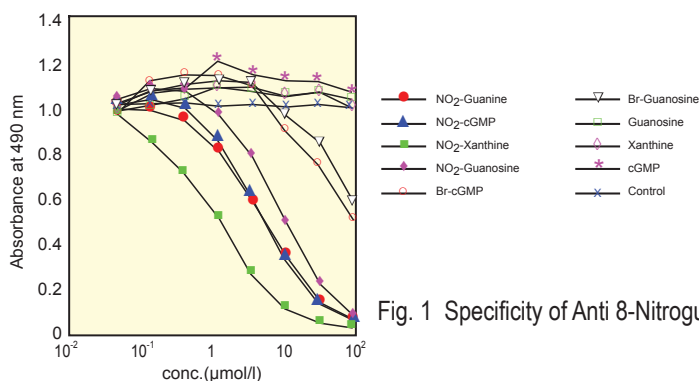 1.4
1.2
1.0
0.8
0.6
0.4
0.2
0
Absorbance at 490 nm
10-2 10-1 1 10 102
conc.(µmol/l)
NO2-Guanine
NO2-cGMP
NO2-Xanthine
NO2-Guanosine
Br-cGMP
Br-Guanosine
Guanosine
Xanthine
cGMP
Control
Fig. 1 Specificity of Anti 8-Nitrogu